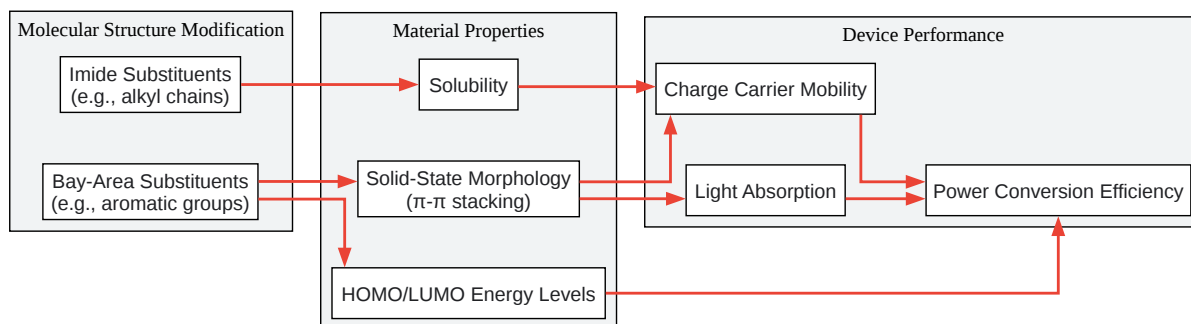 Molecular Structure Modification
Imide Substituents
(e.g., alkyl chains)
Bay-Area Substituents
(e.g., aromatic groups)
Material Properties
Solubility
Solid-State Morphology
(π-π stacking)
HOMO/LUMO Energy Levels
Device Performance
Charge Carrier Mobility
Light Absorption
Power Conversion Efficiency